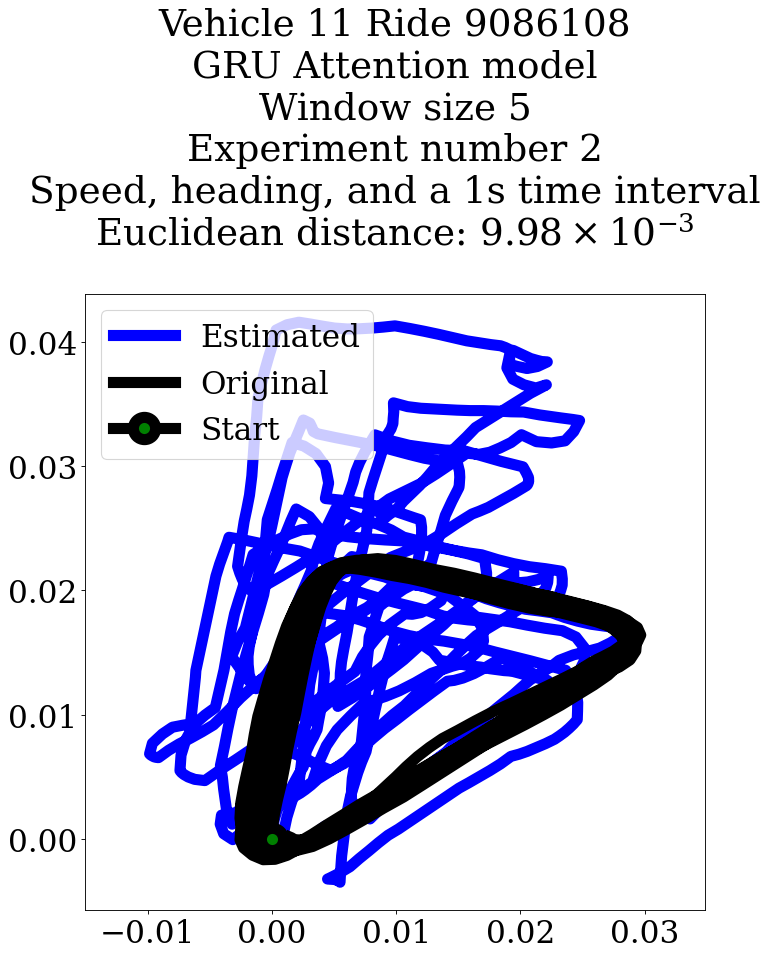 Vehicle 11 Ride 9086108
GRU Attention model
Window size 5
Experiment number 2
Speed, heading, and a 1s time interval
Euclidean distance: 9.98 × 10⁻³
Estimated
Original
Start
0.04
0.03
0.02
0.01
0.00
−0.01 0.00 0.01 0.02 0.03